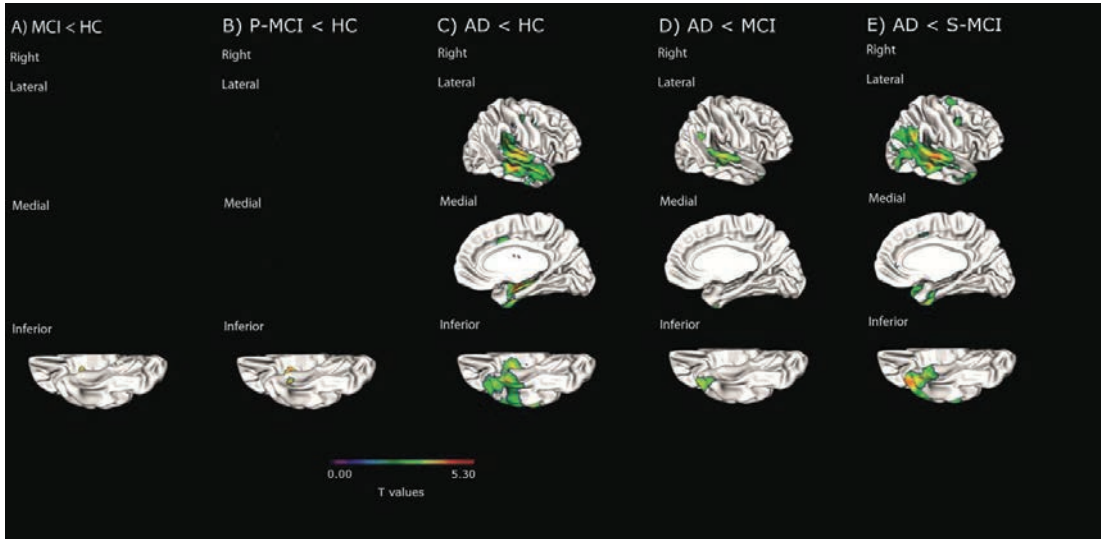 A) MCI < HC
B) P-MCI < HC
C) AD < HC
D) AD < MCI
E) AD < S-MCI
Right
Right
Right
Right
Right
Lateral
Lateral
Lateral
Lateral
Lateral
Medial
Medial
Medial
Medial
Medial
Inferior
Inferior
Inferior
Inferior
Inferior
0.00
5.30
T values